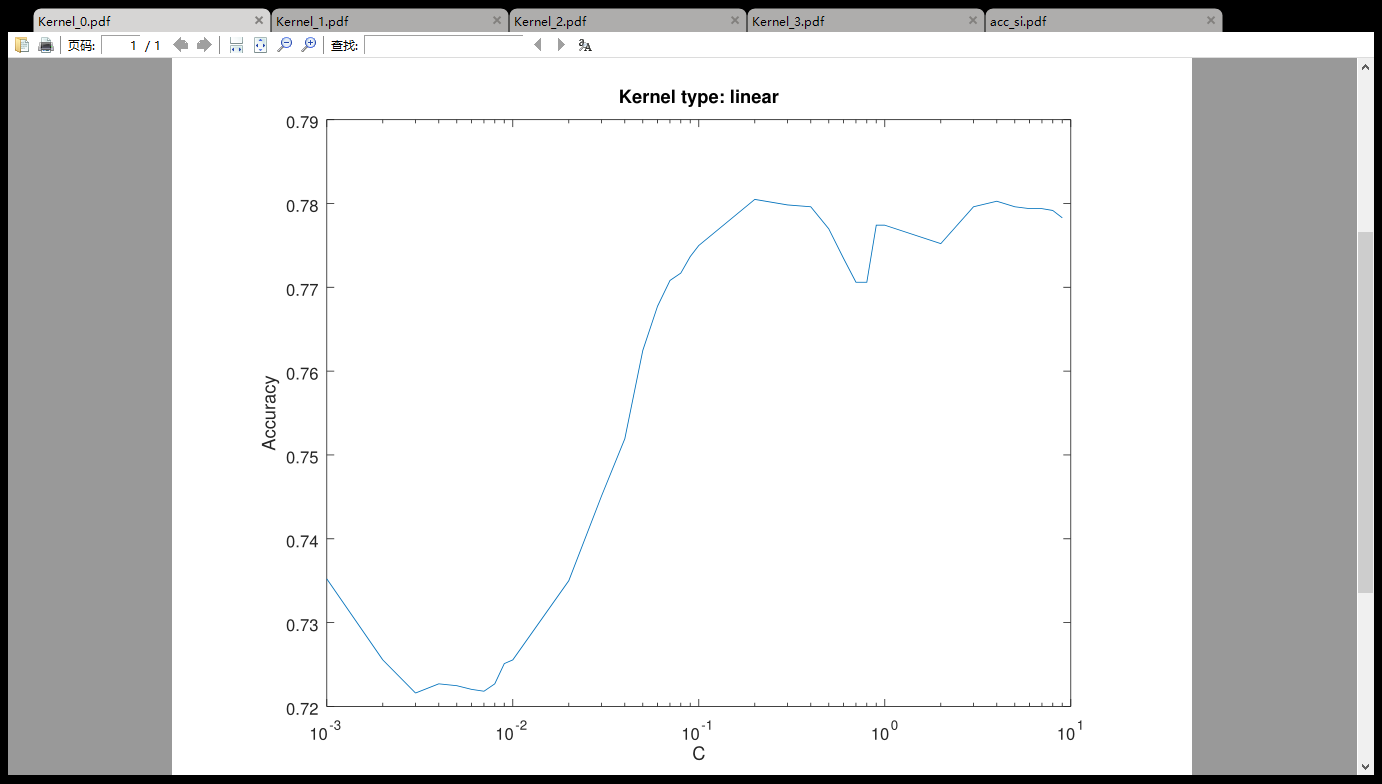 Kernel_0.pdf
Kernel_1.pdf
Kernel_2.pdf
Kernel_3.pdf
acc_si.pdf
页码: 1 / 1
查找:
Kernel type: linear
0.79
0.78
0.77
0.76
0.75
0.74
0.73
0.72
Accuracy
10^-3
10^-2
10^-1
10^0
10^1
C